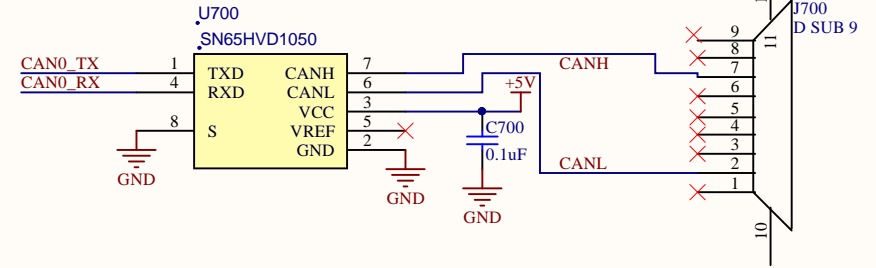 U700
SN65HVD1050
CAN0_TX
CAN0_RX
1
4
8
TXD
RXD
S
CANH
CANL
VCC
VREF
GND
7
6
3
5
2
GND
GND
+5V
C700
0.1uF
GND
CANH
CANL
J700
D SUB 9
11
9
8
7
6
5
4
3
2
1
10